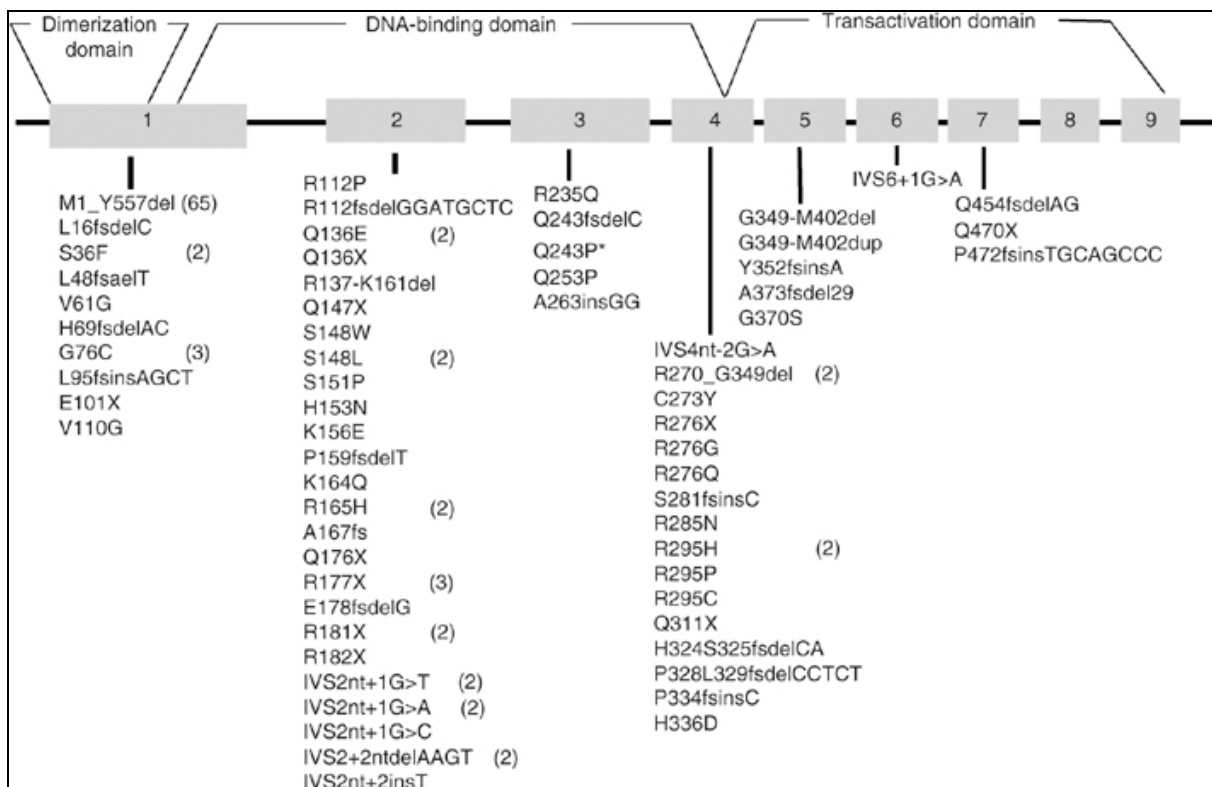 Dimerization
domain
DNA-binding domain
Transactivation domain
1
2
3
4
5
6
7
8
9
M1_Y557del (65)
L16fsdelC
S36F (2)
L48fsaelT
V61G
H69fsdelAC
G76C (3)
L95fsinsAGCT
E101X
V110G
R112P
R112fsdelGGATGCTC
Q136E (2)
Q136X
R137-K161del
Q147X
S148W
S148L (2)
S151P
H153N
K156E
P159fsdelT
K164Q
R165H (2)
A167fs
Q176X
R177X (3)
E178fsdelG
R181X (2)
R182X
IVS2nt+1G>T (2)
IVS2nt+1G>A (2)
IVS2nt+1G>C
IVS2+2ntdelAAGT (2)
IVS2nt+2insT
R235Q
Q243fsdelC
Q243P*
Q253P
A263insGG
IVS4nt-2G>A
R270_G349del (2)
C273Y
R276X
R276G
R276Q
S281fsinsC
R285N
R295H (2)
R295P
R295C
Q311X
H324S325fsdelCA
P328L329fsdelCCTCT
P334fsinsC
H336D
G349-M402del
G349-M402dup
Y352fsinsA
A373fsdel29
G370S
IVS6+1G>A
Q454fsdelAG
Q470X
P472fsinsTGCAGCCC